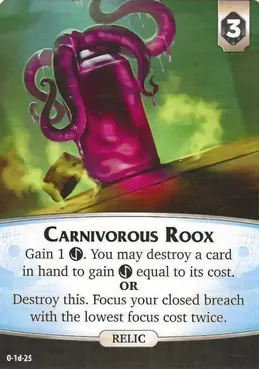 3
CARNIVOROUS ROOX
Gain 1 . You may destroy a card
in hand to gain equal to its cost.
OR
Destroy this. Focus your closed breach
with the lowest focus cost twice.
RELIC
0-1d-25